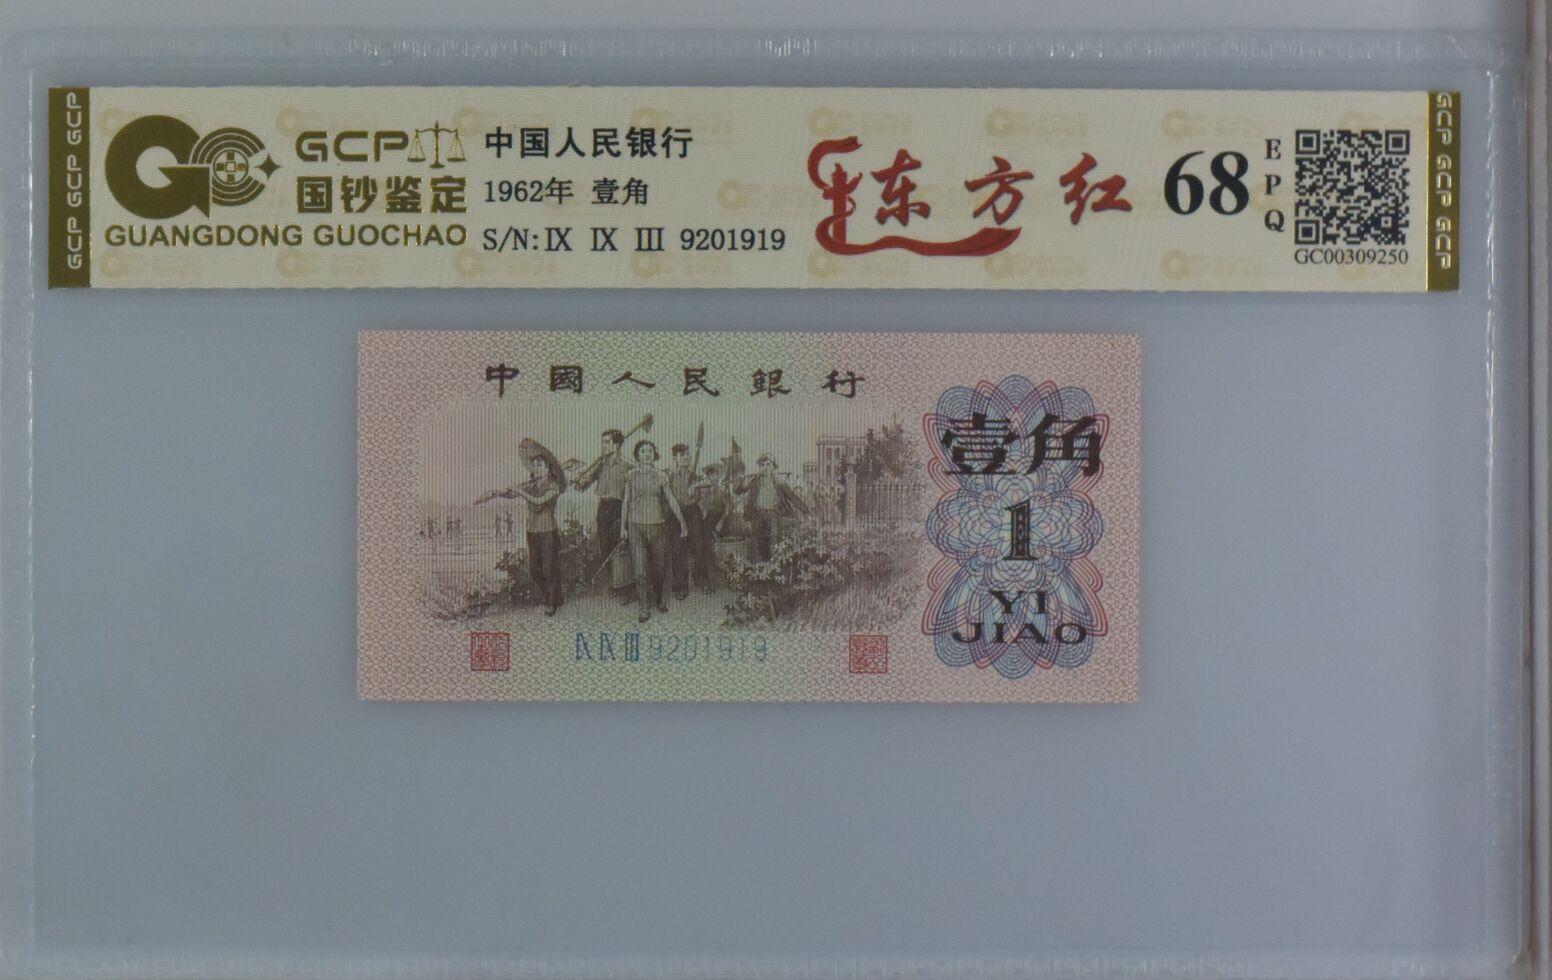 GCP GCP GCP
GCP
国钞鉴定
GUANGDONG GUOCHAO
中国人民银行
1962年 壹角
S/N: IX IX III 9201919
东方红
68
EPQ
GC00309250
GCP GCP GCP
中國人民銀行
壹角
1
YI
JIAO
IX IX III 9201919